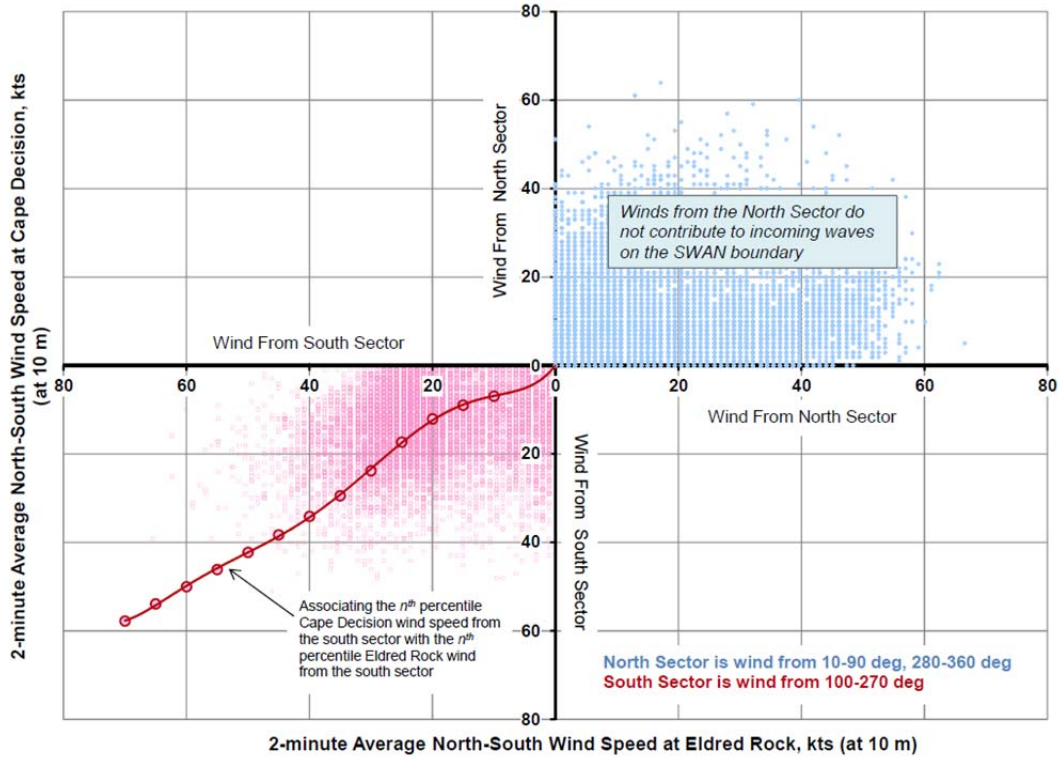 2-minute Average North-South Wind Speed at Cape Decision, kts
(at 10 m)
80
60
40
20
0
Wind From North Sector
Winds from the North Sector do
not contribute to incoming waves
on the SWAN boundary
Wind From South Sector
80
60
40
20
0
20
40
60
80
Wind From North Sector
20
40
60
80
Wind From South Sector
Associating the nth percentile
Cape Decision wind speed from
the south sector with the nth
percentile Eldred Rock wind
from the south sector
North Sector is wind from 10-90 deg, 280-360 deg
South Sector is wind from 100-270 deg
2-minute Average North-South Wind Speed at Eldred Rock, kts (at 10 m)